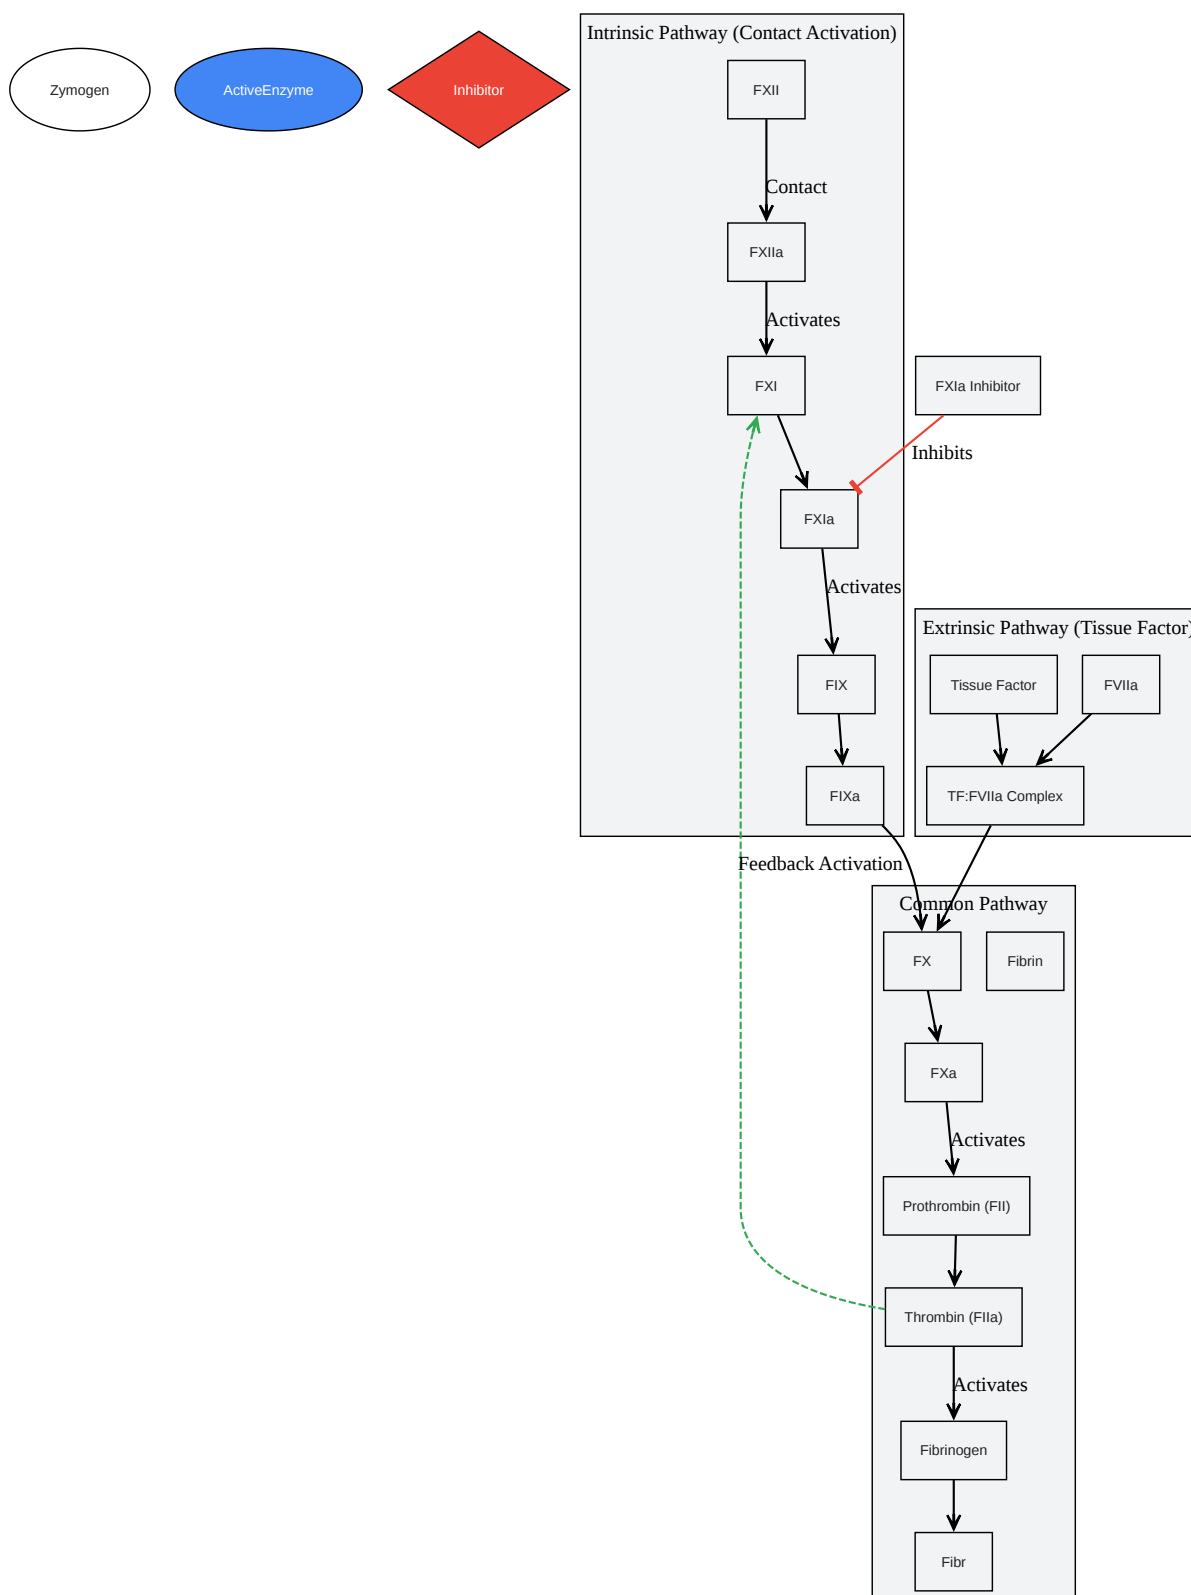 Zymogen
ActiveEnzyme
Inhibitor
Intrinsic Pathway (Contact Activation)
FXII
Contact
FXIIa
Activates
FXI
FXIa Inhibitor
Inhibits
FXIa
Activates
Extrinsic Pathway (Tissue Factor)
FIX
Tissue Factor
FVIIa
FIXa
TF:FVIIa Complex
Feedback Activation
Common Pathway
FX
Fibrin
FXa
Activates
Prothrombin (FII)
Thrombin (FIIa)
Activates
Fibrinogen
Fibr